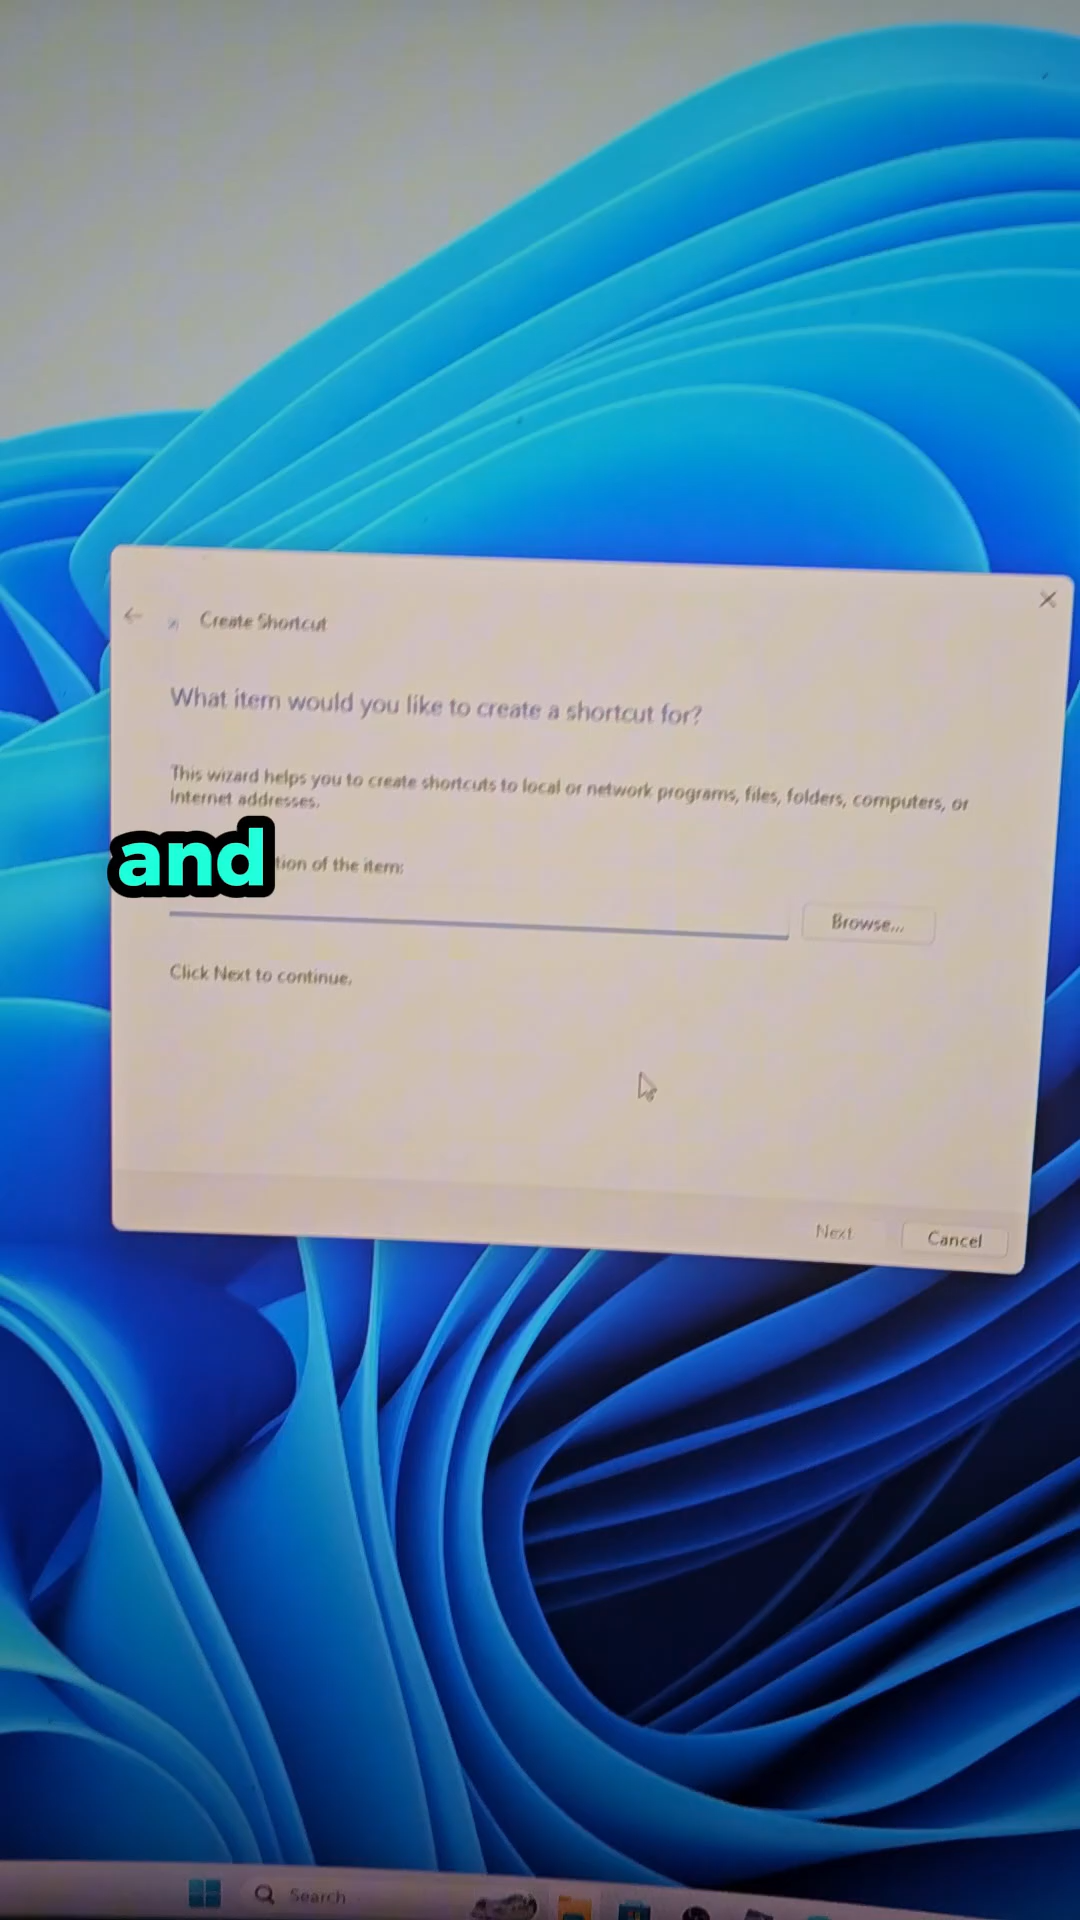 Create Shortcut
What item would you like to create a shortcut for?
This wizard helps you to create shortcuts to local or network programs, files, folders, computers, or
Internet addresses.
and
tion of the item:
Browse...
Click Next to continue.
Next
Cancel
Search